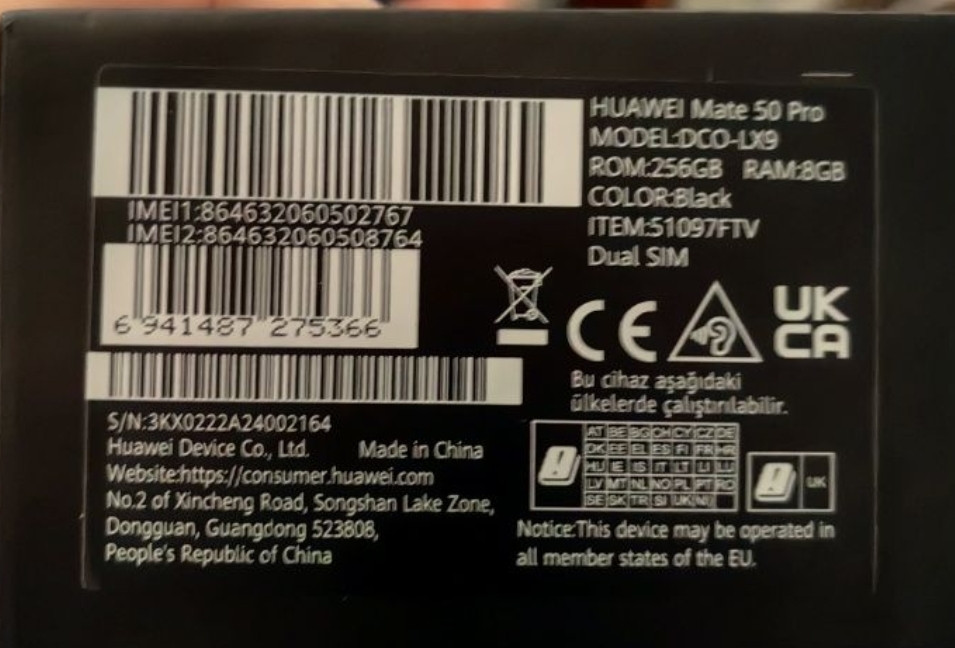 HUAWEI Mate 50 Pro
MODEL:DCO-LX9
ROM:256GB RAM:8GB
COLOR:Black
ITEM:51097FTV
Dual SIM
IMEI1:864632060502767
IMEI2:864632060508764
6 941487 275366
S/N:3KX0222A24002164
Huawei Device Co., Ltd. Made in China
Website:https://consumer.huawei.com
No.2 of Xincheng Road, Songshan Lake Zone,
Dongguan, Guangdong 523808,
People's Republic of China
CE
UK
CA
Bu cihaz aşağıdaki
ülkelerde çalıştırılabilir.
AT BE BG CH CY CZ DE
DK EE EL ES FI FR HR
HU IE IS IT LT LI LU
LV MT NL NO PL PT RO
SE SK TR SI UK(NI)
UK
Notice:This device may be operated in
all member states of the EU.